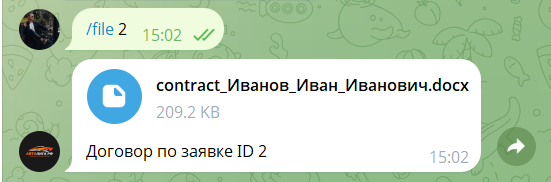 /file 2
15:02
contract_Иванов_Иван_Иванович.docx
209.2 KB
Договор по заявке ID 2
15:02